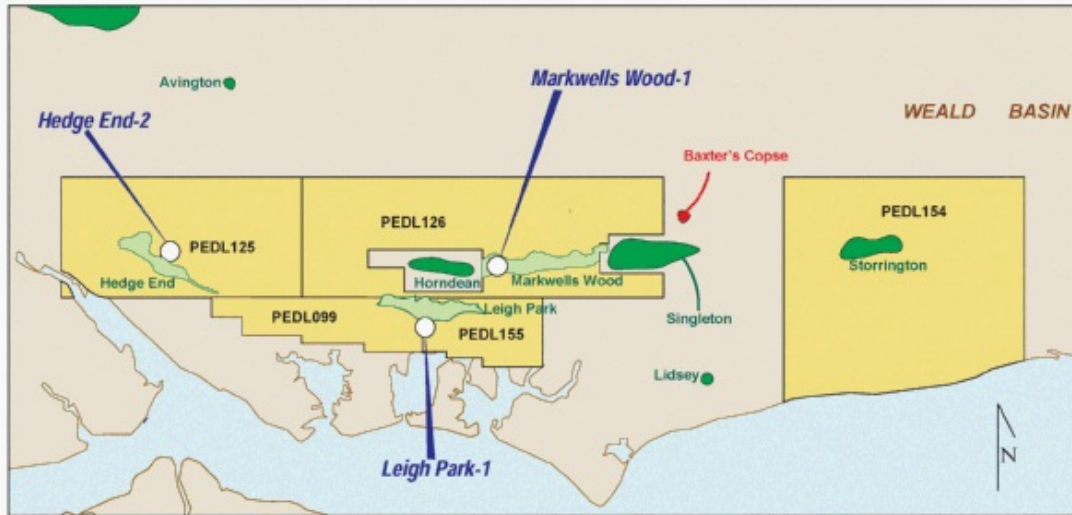 Avington
Markwells Wood-1
Hedge End-2
WEALD BASIN
Baxter's Copse
PEDL126
PEDL154
PEDL125
Hedge End
Horndean
Markwells Wood
Storrington
Leigh Park
PEDL099
PEDL155
Singleton
Lidsey
Leigh Park-1
N